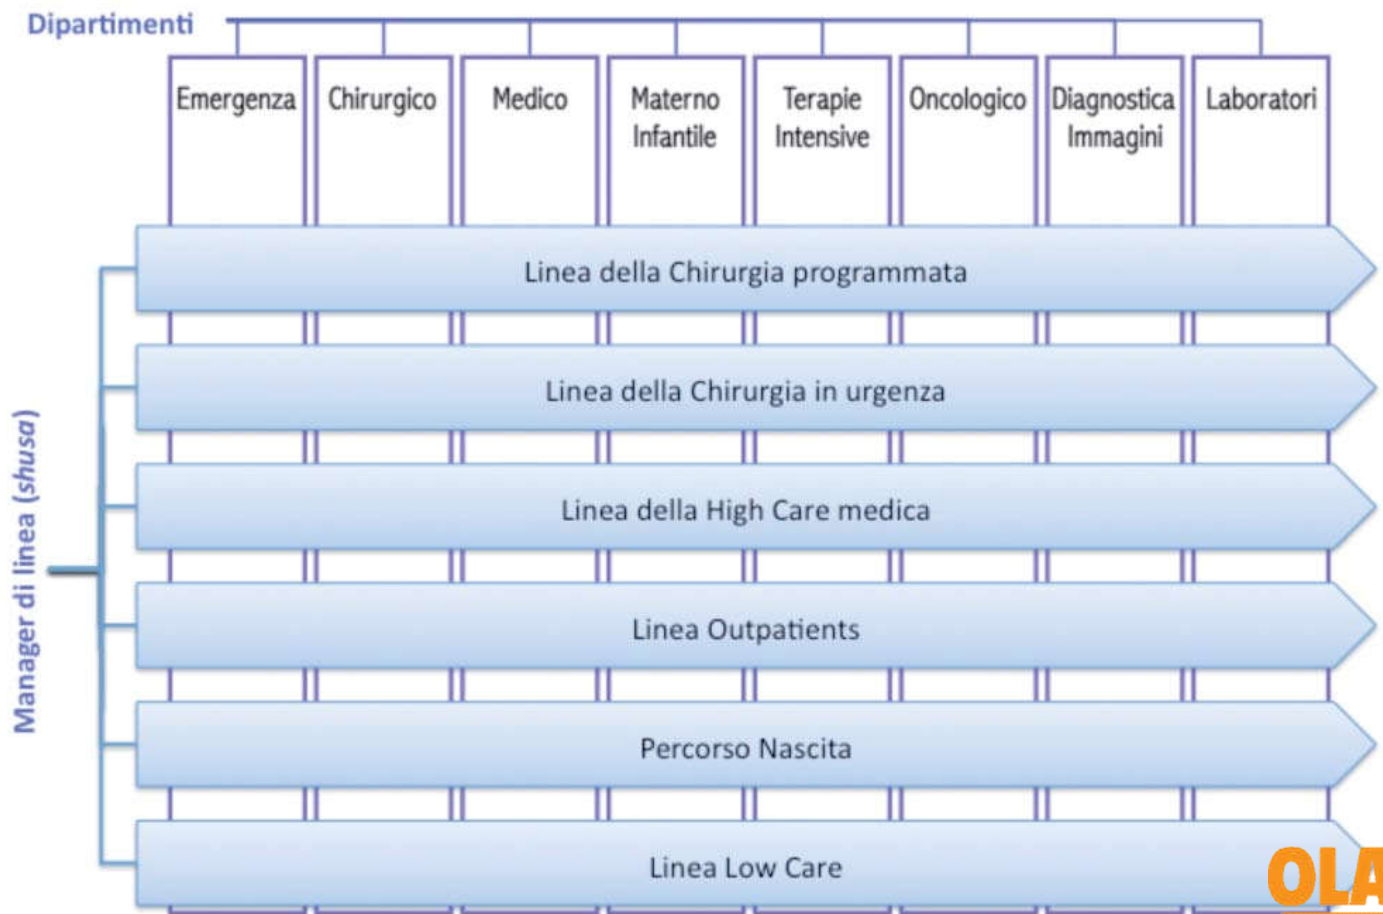 Dipartimenti
Emergenza
Chirurgico
Medico
Materno
Infantile
Terapie
Intensive
Oncologico
Diagnostica
Immagini
Laboratori
Manager di linea (shusa)
Linea della Chirurgia programmata
Linea della Chirurgia in urgenza
Linea della High Care medica
Linea Outpatients
Percorso Nascita
Linea Low Care
OLA